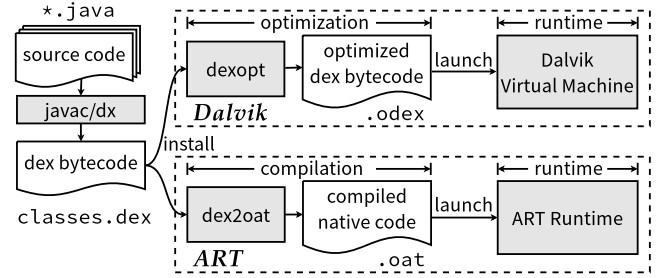 *.java
source code
javac/dx
dex bytecode
classes.dex
install
optimization
runtime
dexopt
optimized
dex bytecode
launch
Dalvik
Virtual Machine
Dalvik
.odex
compilation
runtime
dex2oat
compiled
native code
launch
ART Runtime
ART
.oat